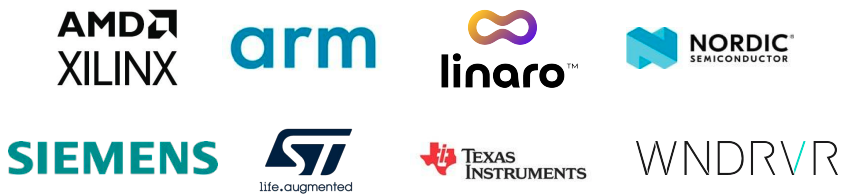 AMD
XILINX
arm
linaro™
NORDIC®
SEMICONDUCTOR
SIEMENS
ST
life.augmented
TEXAS
INSTRUMENTS
WNDRVR